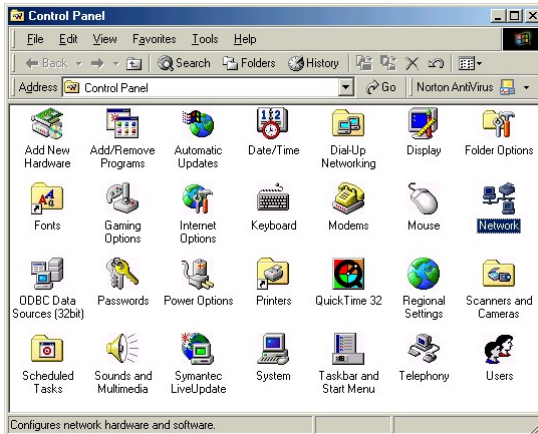 Control Panel
File Edit View Favorites Tools Help
Back Search Folders History
Address Control Panel Go Norton AntiVirus
Add New Hardware
Add/Remove Programs
Automatic Updates
Date/Time
Dial-Up Networking
Display
Folder Options
Fonts
Gaming Options
Internet Options
Keyboard
Modems
Mouse
Network
ODBC Data Sources (32bit)
Passwords
Power Options
Printers
QuickTime 32
Regional Settings
Scanners and Cameras
Scheduled Tasks
Sounds and Multimedia
Symantec LiveUpdate
System
Taskbar and Start Menu
Telephony
Users
Configures network hardware and software.